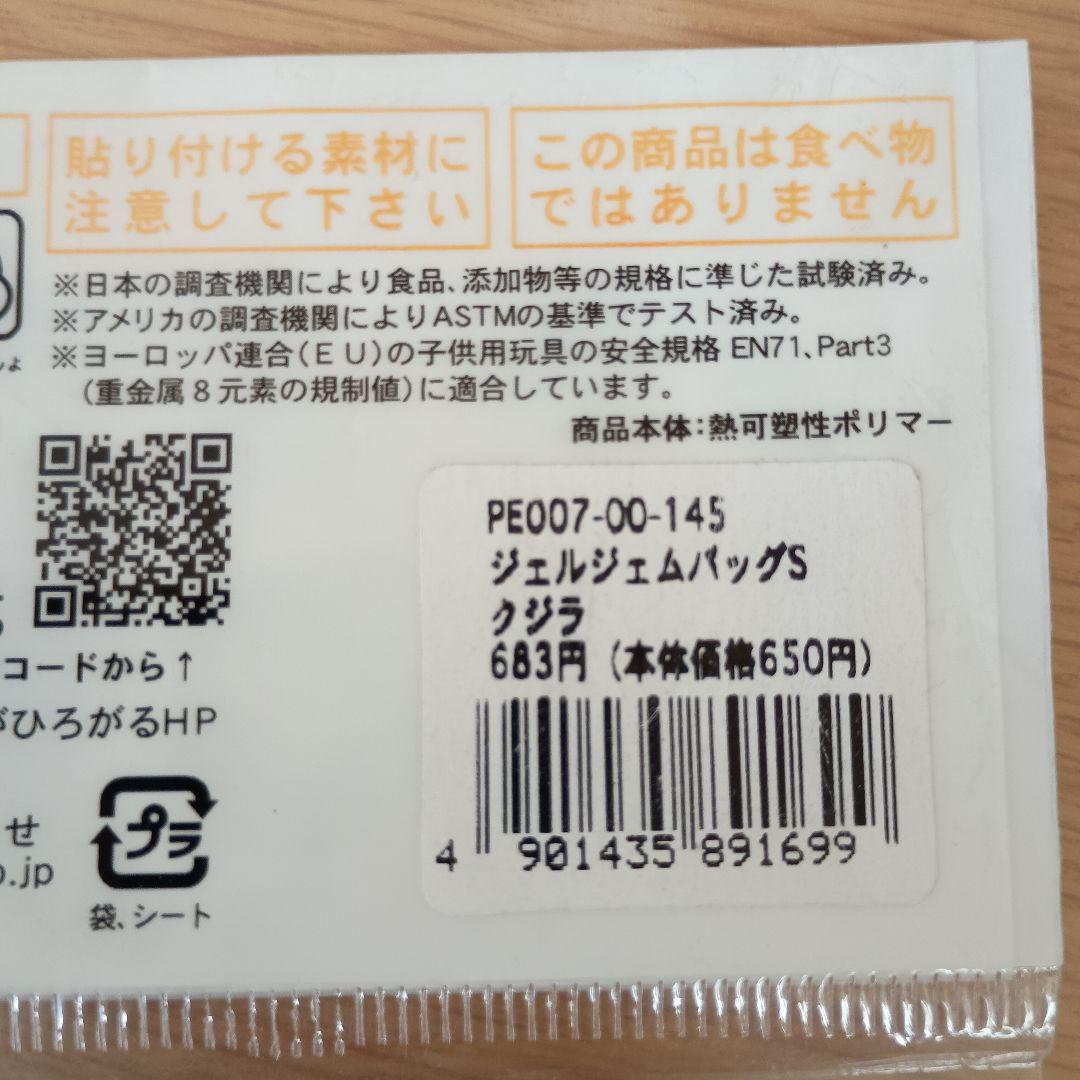 貼り付ける素材に
注意して下さい
この商品は食べ物
ではありません
※日本の調査機関により食品、添加物等の規格に準じた試験済み。
※アメリカの調査機関によりASTMの基準でテスト済み。
※ヨーロッパ連合(EU)の子供用玩具の安全規格 EN71、Part3
(重金属8元素の規制値)に適合しています。
商品本体:熱可塑性ポリマー
PE007-00-145
ジェルジェムバッグS
クジラ
683円 (本体価格650円)
4 901435 891699
コードから↑
がひろがるHP
せ
.jp
プラ
袋、シート